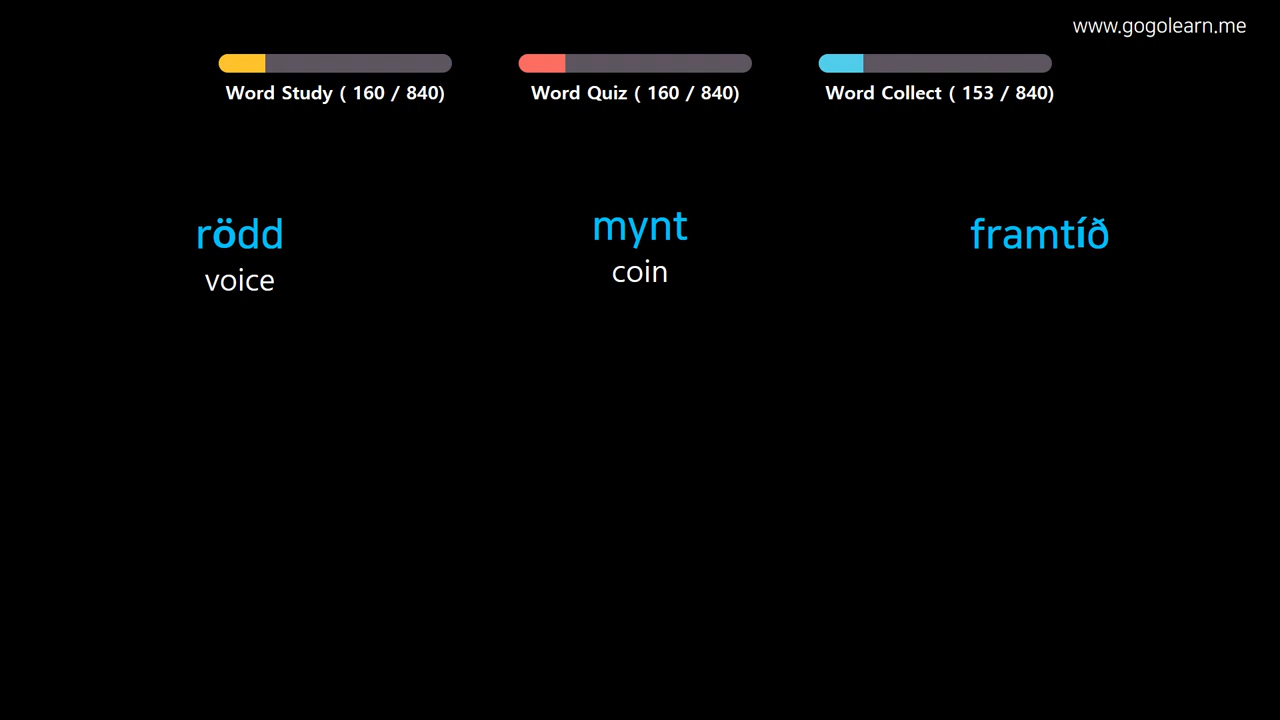 www.gogolearn.me
Word Study ( 160 / 840)
Word Quiz ( 160 / 840)
Word Collect ( 153 / 840)
rödd
voice
mynt
coin
framtíð